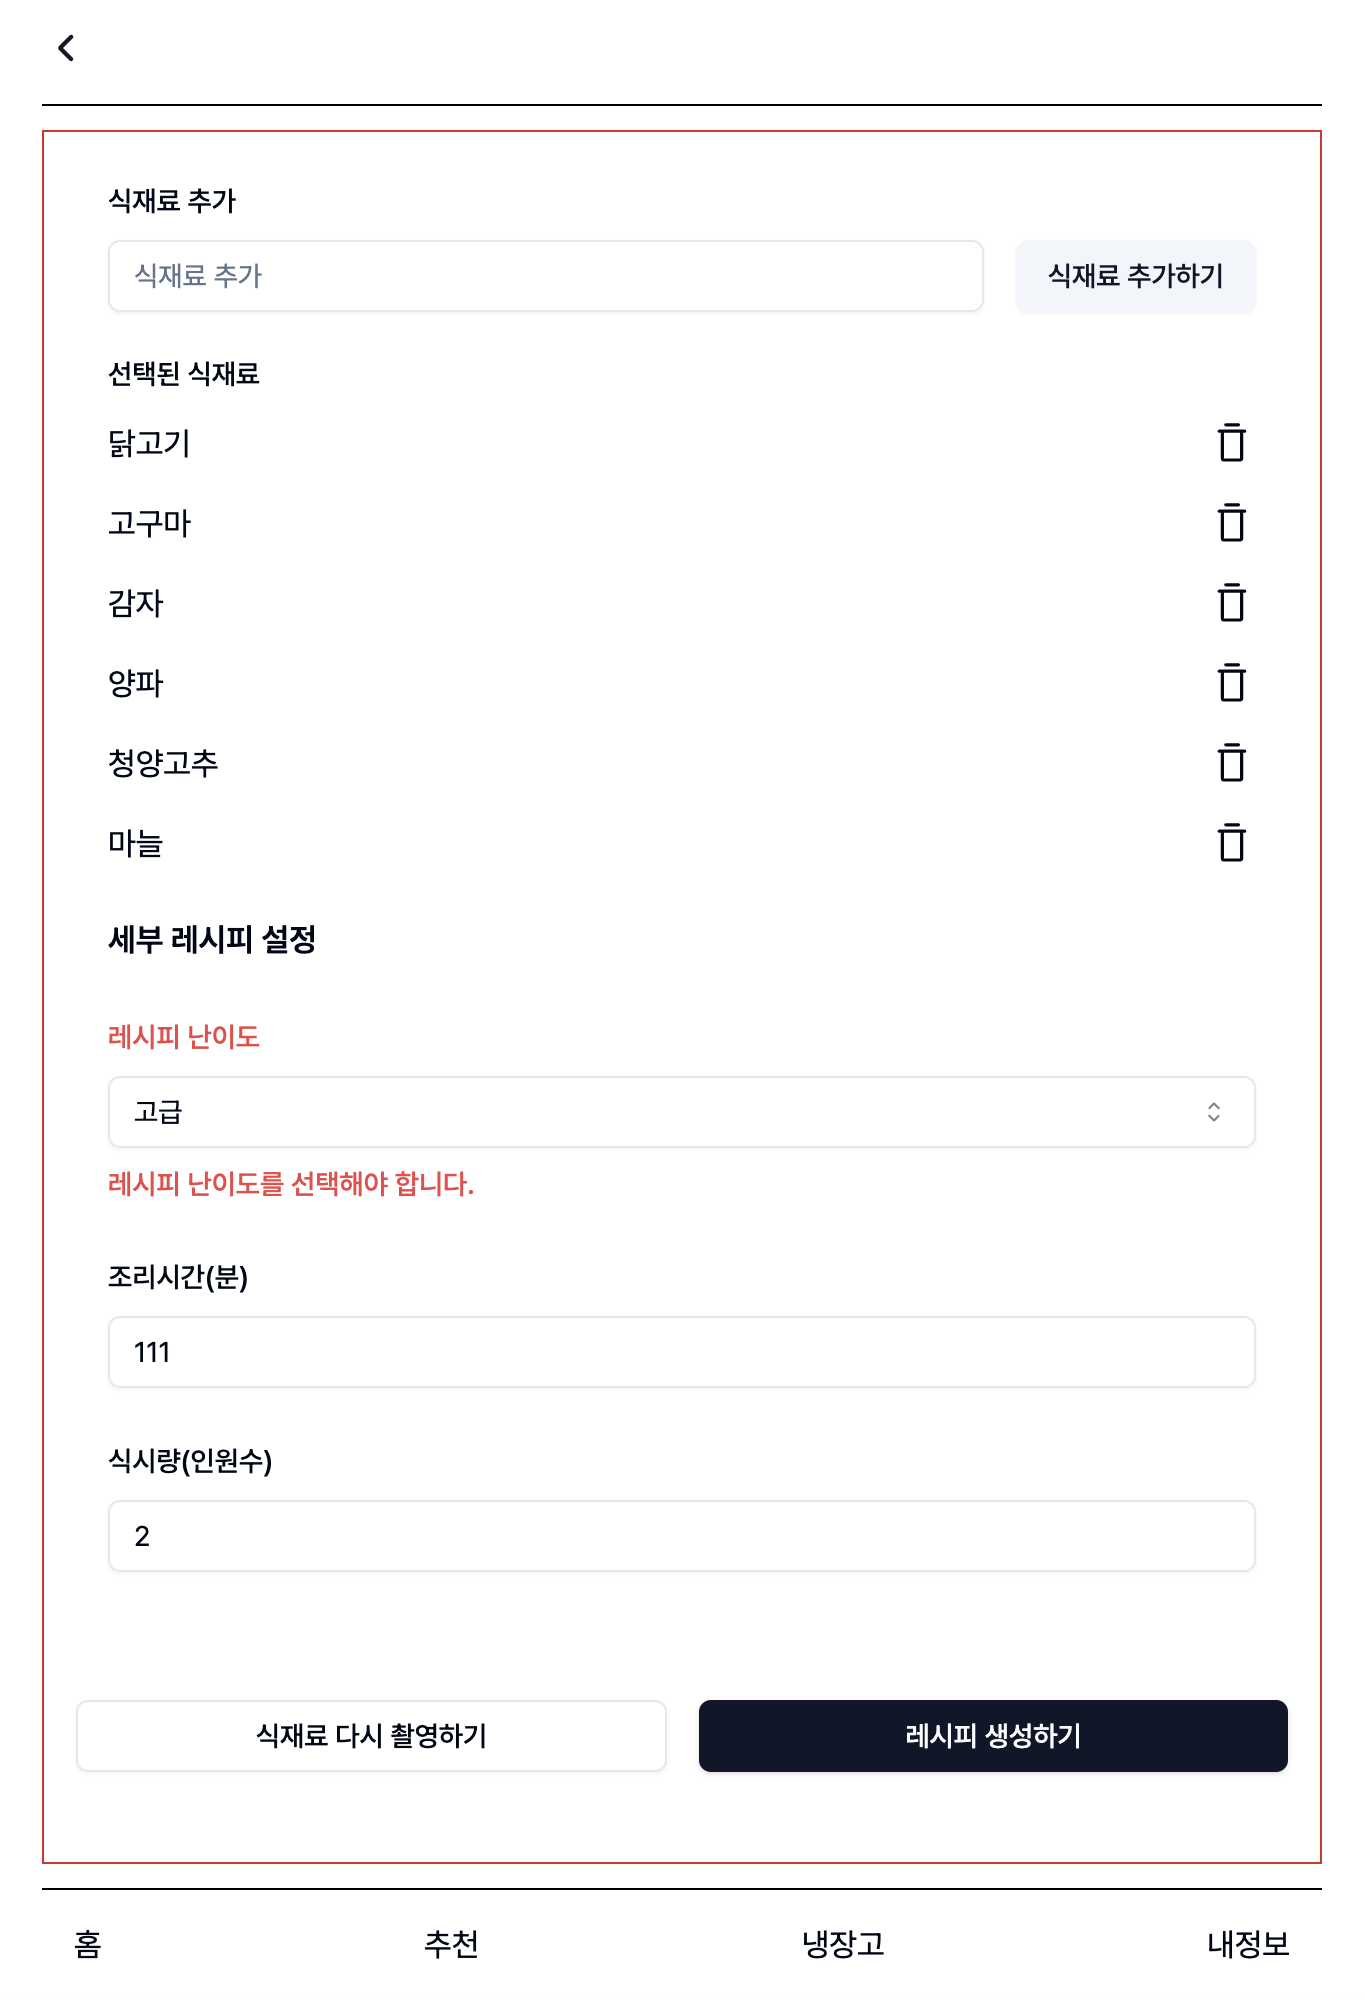 식재료 추가
식재료 추가
식재료 추가하기
선택된 식재료
닭고기
고구마
감자
양파
청양고추
마늘
세부 레시피 설정
레시피 난이도
고급
레시피 난이도를 선택해야 합니다.
조리시간(분)
111
식시량(인원수)
2
식재료 다시 촬영하기
레시피 생성하기
홈
추천
냉장고
내정보